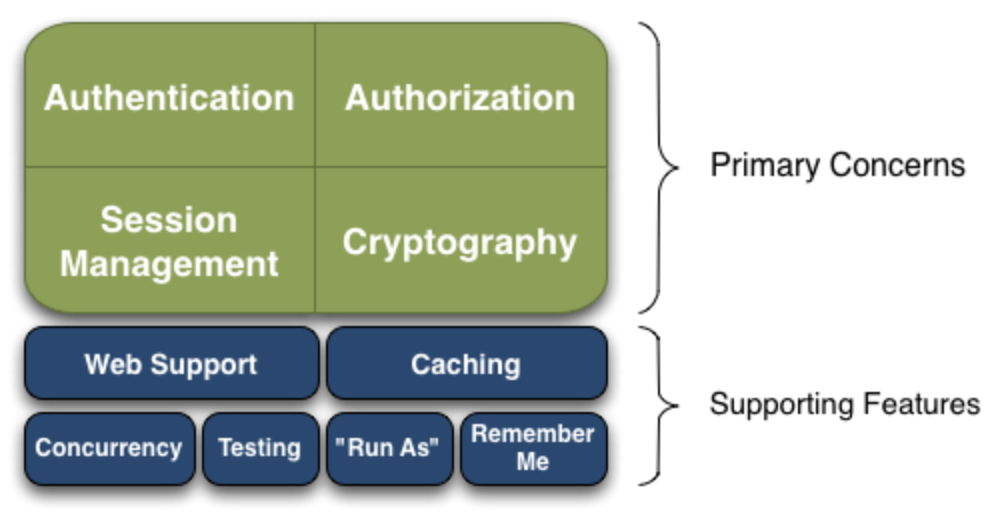 Authentication
Authorization
Session
Management
Cryptography
Primary Concerns
Web Support
Caching
Concurrency
Testing
"Run As"
Remember
Me
Supporting Features